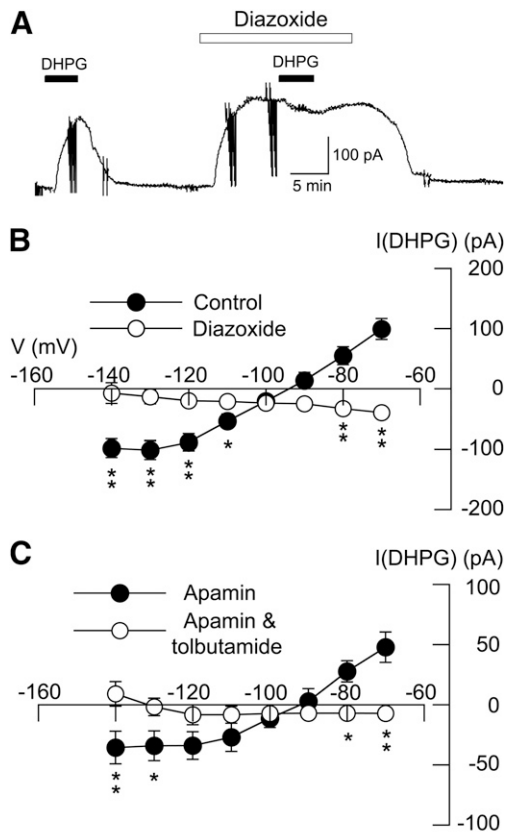 A
Diazoxide
DHPG
DHPG
100 pA
5 min
B
I(DHPG) (pA)
Control
Diazoxide
V (mV)
-160 -140 -120 -100 -80 -60
200
100
0
-100
-200
** ** ** * ** **
C
I(DHPG) (pA)
Apamin
Apamin &
tolbutamide
-160 -140 -120 -100 -80 -60
100
50
0
-50
-100
** * * **